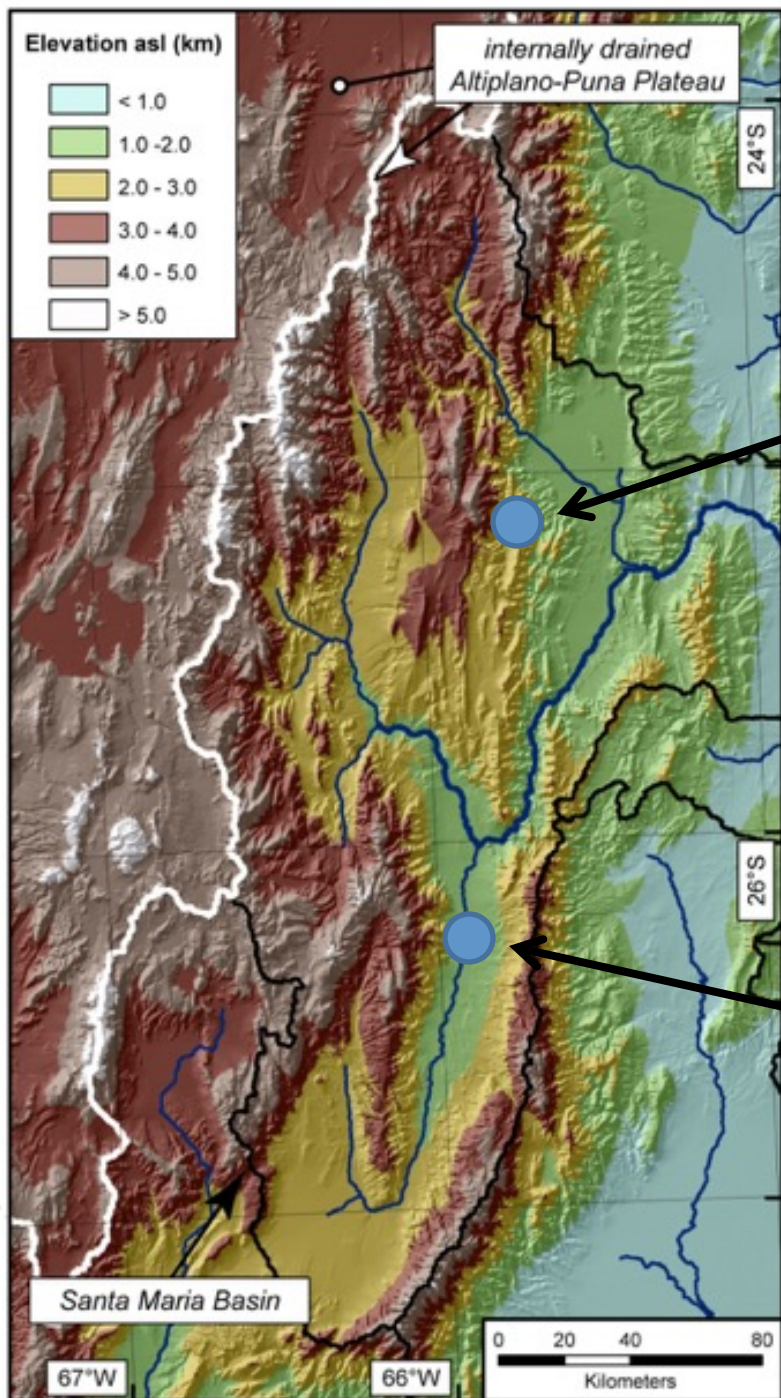 Elevation asl (km)
< 1.0
1.0 -2.0
2.0 - 3.0
3.0 - 4.0
4.0 - 5.0
> 5.0
internally drained
Altiplano-Puna Plateau
24°S
26°S
Santa Maria Basin
67°W
66°W
0 20 40 80
Kilometers